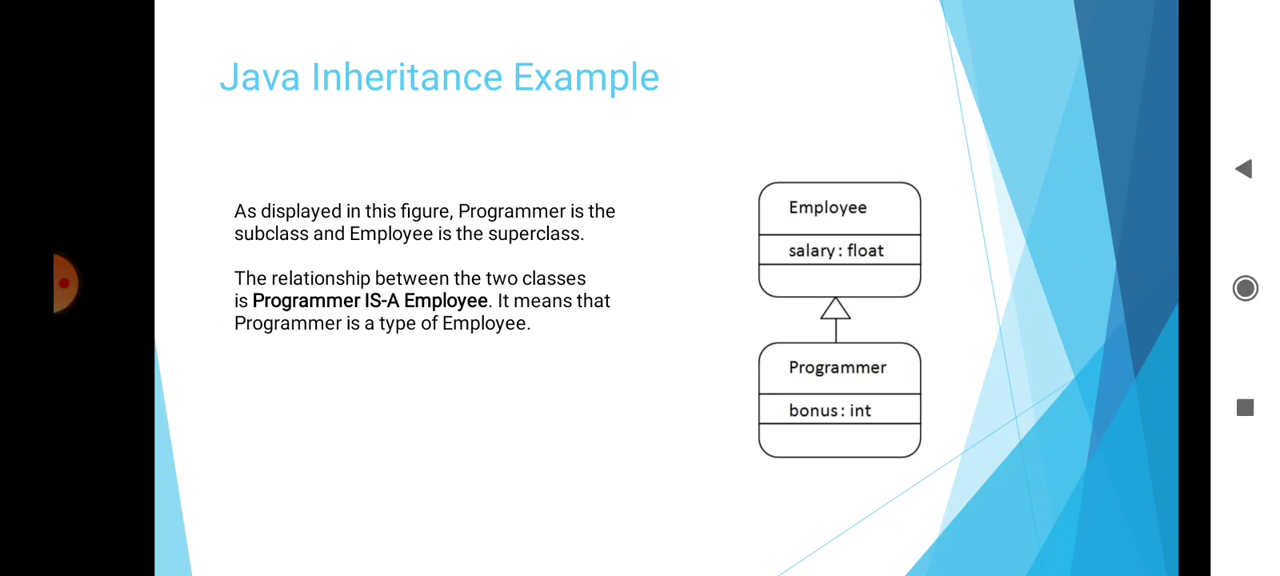 Java Inheritance Example
As displayed in this figure, Programmer is the
subclass and Employee is the superclass.
The relationship between the two classes
is Programmer IS-A Employee. It means that
Programmer is a type of Employee.
Employee
salary: float
Programmer
bonus: int